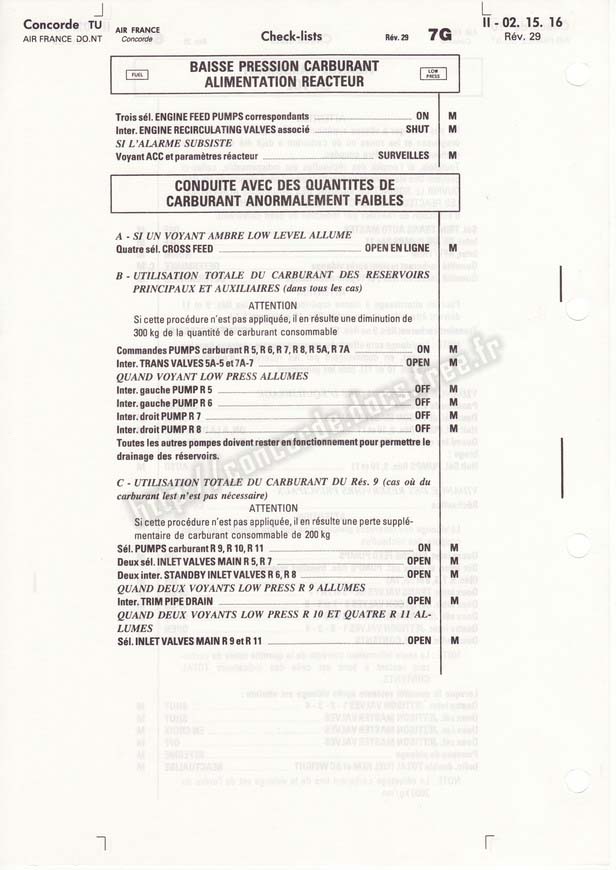 Concorde TU
AIR FRANCE DO.NT
AIR FRANCE
Concorde
Check-lists
Rév. 29
7G
II - 02. 15. 16
Rév. 29
FUEL
BAISSE PRESSION CARBURANT
ALIMENTATION REACTEUR
LOW
PRESS
Trois sél. ENGINE FEED PUMPS correspondants ON M
Inter. ENGINE RECIRCULATING VALVES associé SHUT M
SI L'ALARME SUBSISTE
Voyant ACC et paramètres réacteur SURVEILLES M
CONDUITE AVEC DES QUANTITES DE
CARBURANT ANORMALEMENT FAIBLES
A - SI UN VOYANT AMBRE LOW LEVEL ALLUME
Quatre sél. CROSS FEED OPEN EN LIGNE M
B - UTILISATION TOTALE DU CARBURANT DES RESERVOIRS
PRINCIPAUX ET AUXILIAIRES (dans tous les cas)
ATTENTION
Si cette procédure n'est pas appliquée, il en résulte une diminution de
300 kg de la quantité de carburant consommable
Commandes PUMPS carburant R 5, R 6, R 7, R 8, R 5A, R 7A ON M
Inter. TRANS VALVES 5A-5 et 7A-7 OPEN M
QUAND VOYANT LOW PRESS ALLUMES
Inter. gauche PUMP R 5 OFF M
Inter. gauche PUMP R 6 OFF M
Inter. droit PUMP R 7 OFF M
Inter. droit PUMP R 8 OFF M
Toutes les autres pompes doivent rester en fonctionnement pour permettre le
drainage des réservoirs.
C - UTILISATION TOTALE DU CARBURANT DU Rés. 9 (cas où du
carburant lest n'est pas nécessaire)
ATTENTION
Si cette procédure n'est pas appliquée, il en résulte une perte supplé-
mentaire de carburant consommable de 200 kg
Sél. PUMPS carburant R 9, R 10, R 11 ON M
Deux sél. INLET VALVES MAIN R 5, R 7 OPEN M
Deux inter. STANDBY INLET VALVES R 6, R 8 OPEN M
QUAND DEUX VOYANTS LOW PRESS R 9 ALLUMES
Inter. TRIM PIPE DRAIN OPEN M
QUAND DEUX VOYANTS LOW PRESS R 10 ET QUATRE R 11 AL-
LUMES
Sél. INLET VALVES MAIN R 9 et R 11 OPEN M
http://concorde.docs.free.fr